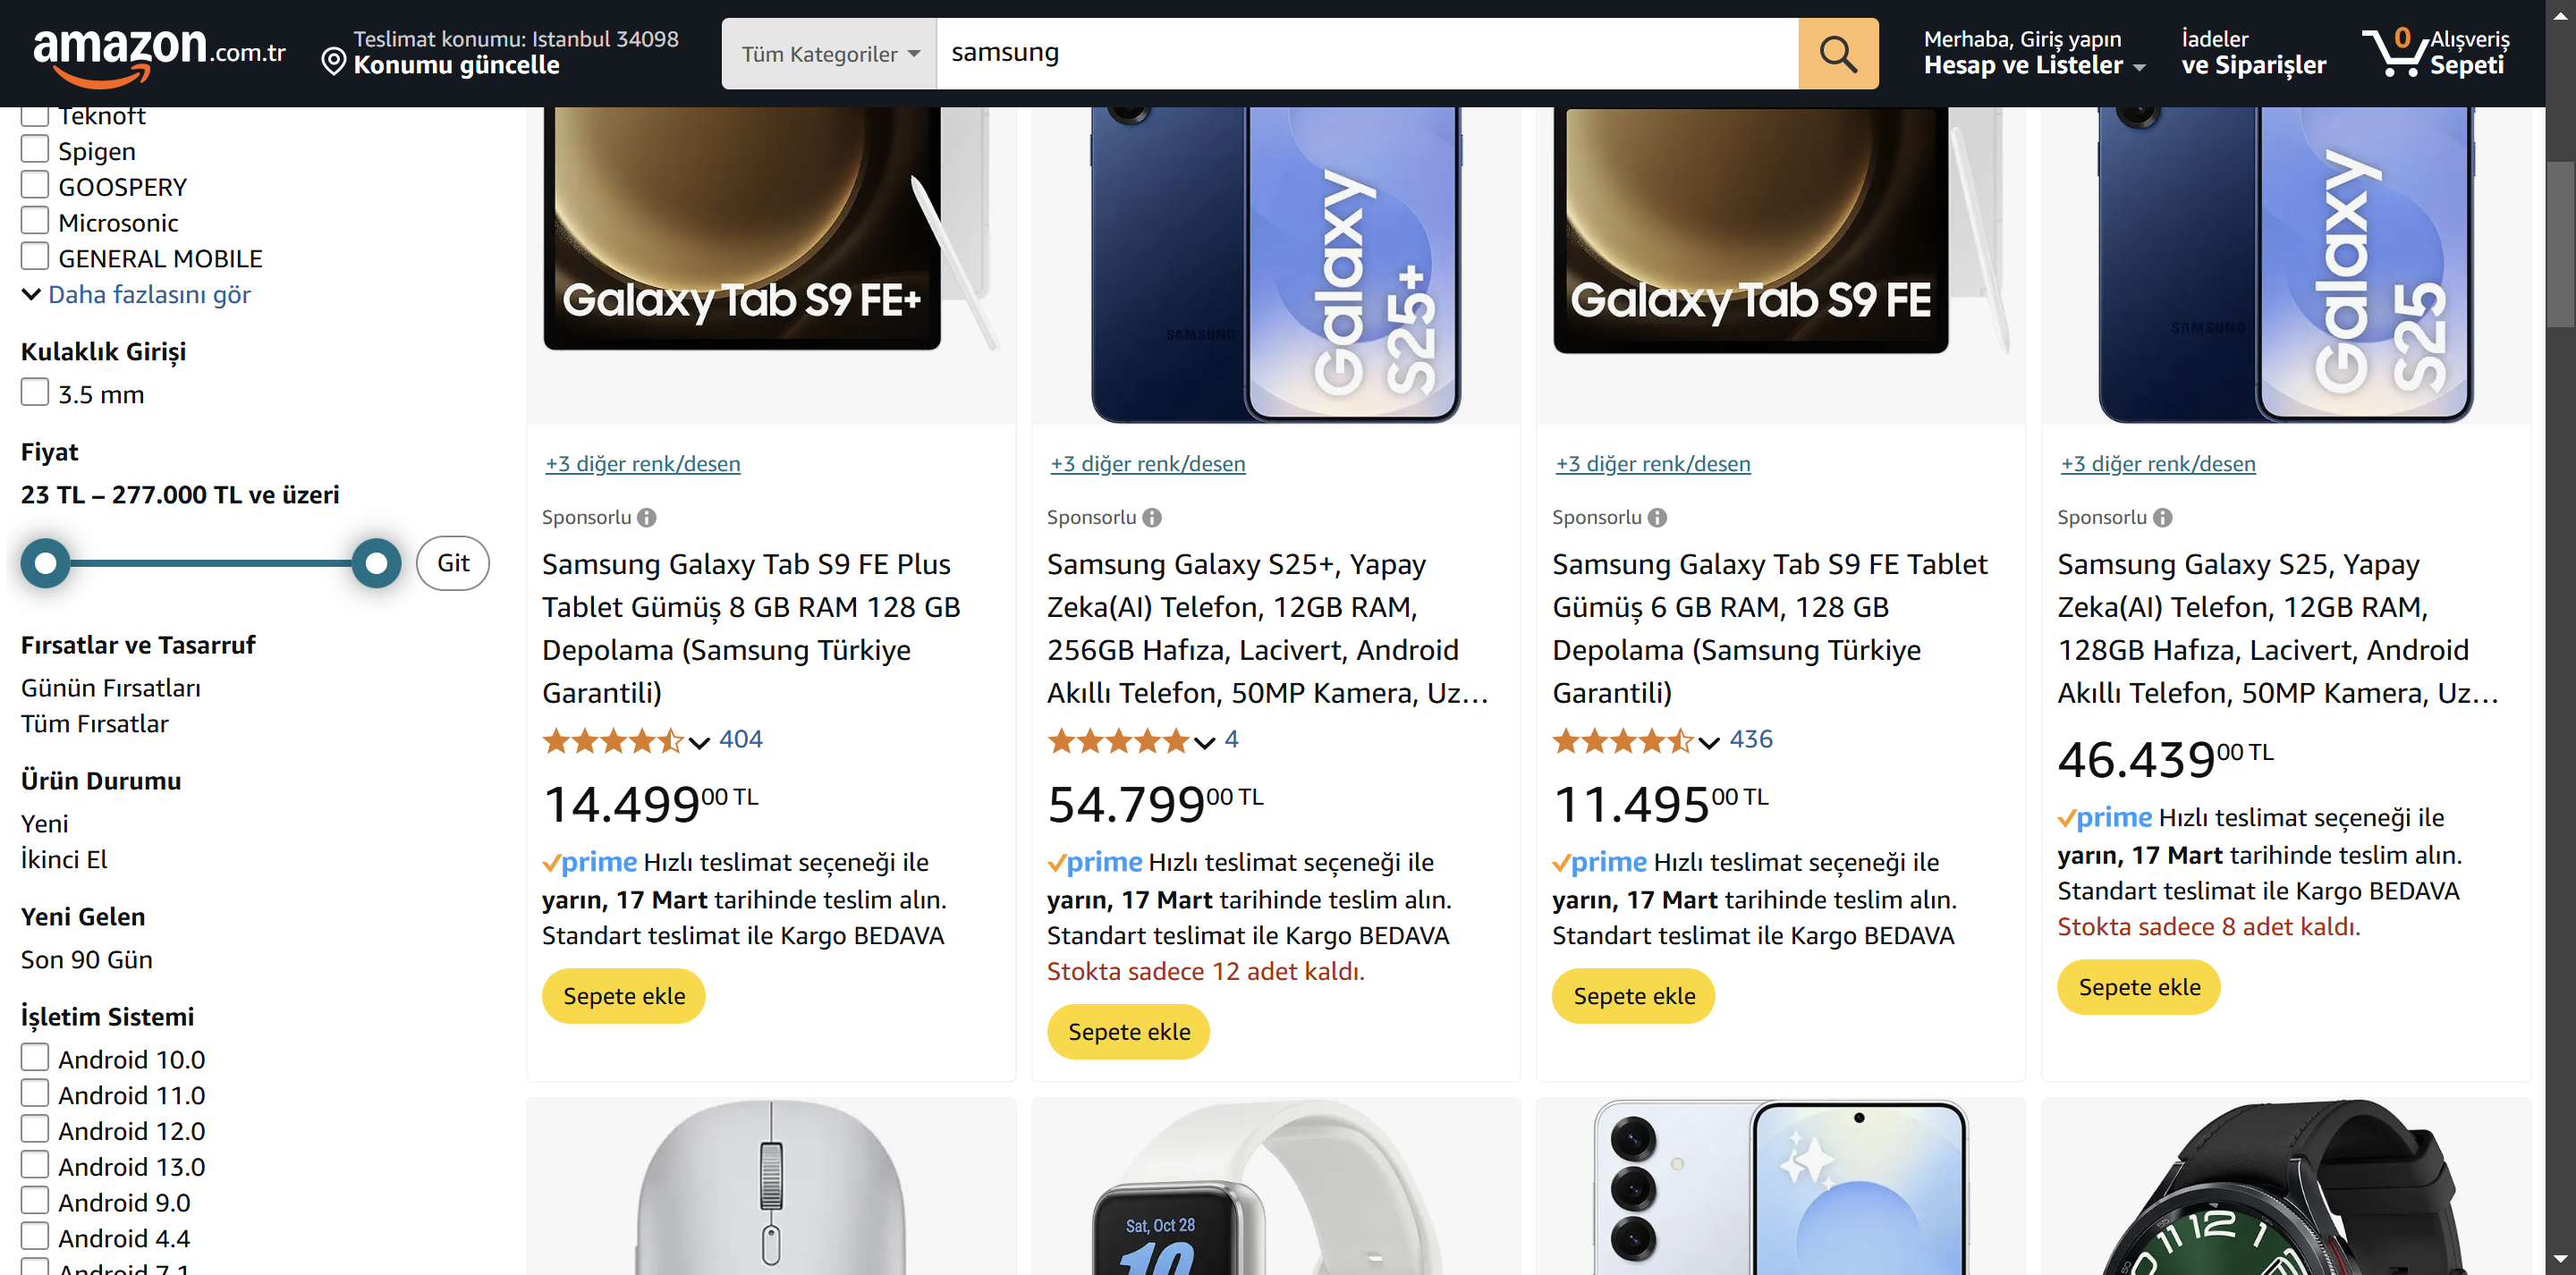 amazon.com.tr
Teslimat konumu: Istanbul 34098
Konumu güncelle
Tüm Kategoriler
samsung
Merhaba, Giriş yapın
Hesap ve Listeler
İadeler
ve Siparişler
0
Alışveriş
Sepeti
Teknoft
Spigen
GOOSPERY
Microsonic
GENERAL MOBILE
Daha fazlasını gör
Kulaklık Girişi
3.5 mm
Fiyat
23 TL – 277.000 TL ve üzeri
Git
Fırsatlar ve Tasarruf
Günün Fırsatları
Tüm Fırsatlar
Ürün Durumu
Yeni
İkinci El
Yeni Gelen
Son 90 Gün
İşletim Sistemi
Android 10.0
Android 11.0
Android 12.0
Android 13.0
Android 9.0
Android 4.4
Android 7.1
Galaxy Tab S9 FE+
+3 diğer renk/desen
Sponsorlu
Samsung Galaxy Tab S9 FE Plus
Tablet Gümüş 8 GB RAM 128 GB
Depolama (Samsung Türkiye
Garantili)
404
14.49900 TL
prime Hızlı teslimat seçeneği ile
yarın, 17 Mart tarihinde teslim alın.
Standart teslimat ile Kargo BEDAVA
Sepete ekle
SAMSUNG
Galaxy
S25+
+3 diğer renk/desen
Sponsorlu
Samsung Galaxy S25+, Yapay
Zeka(AI) Telefon, 12GB RAM,
256GB Hafıza, Lacivert, Android
Akıllı Telefon, 50MP Kamera, Uz...
4
54.79900 TL
prime Hızlı teslimat seçeneği ile
yarın, 17 Mart tarihinde teslim alın.
Standart teslimat ile Kargo BEDAVA
Stokta sadece 12 adet kaldı.
Sepete ekle
Galaxy Tab S9 FE
+3 diğer renk/desen
Sponsorlu
Samsung Galaxy Tab S9 FE Tablet
Gümüş 6 GB RAM, 128 GB
Depolama (Samsung Türkiye
Garantili)
436
11.49500 TL
prime Hızlı teslimat seçeneği ile
yarın, 17 Mart tarihinde teslim alın.
Standart teslimat ile Kargo BEDAVA
Sepete ekle
SAMSUNG
Galaxy
S25
+3 diğer renk/desen
Sponsorlu
Samsung Galaxy S25, Yapay
Zeka(AI) Telefon, 12GB RAM,
128GB Hafıza, Lacivert, Android
Akıllı Telefon, 50MP Kamera, Uz...
46.43900 TL
prime Hızlı teslimat seçeneği ile
yarın, 17 Mart tarihinde teslim alın.
Standart teslimat ile Kargo BEDAVA
Stokta sadece 8 adet kaldı.
Sepete ekle
Sat, Oct 28
10
11 12 1